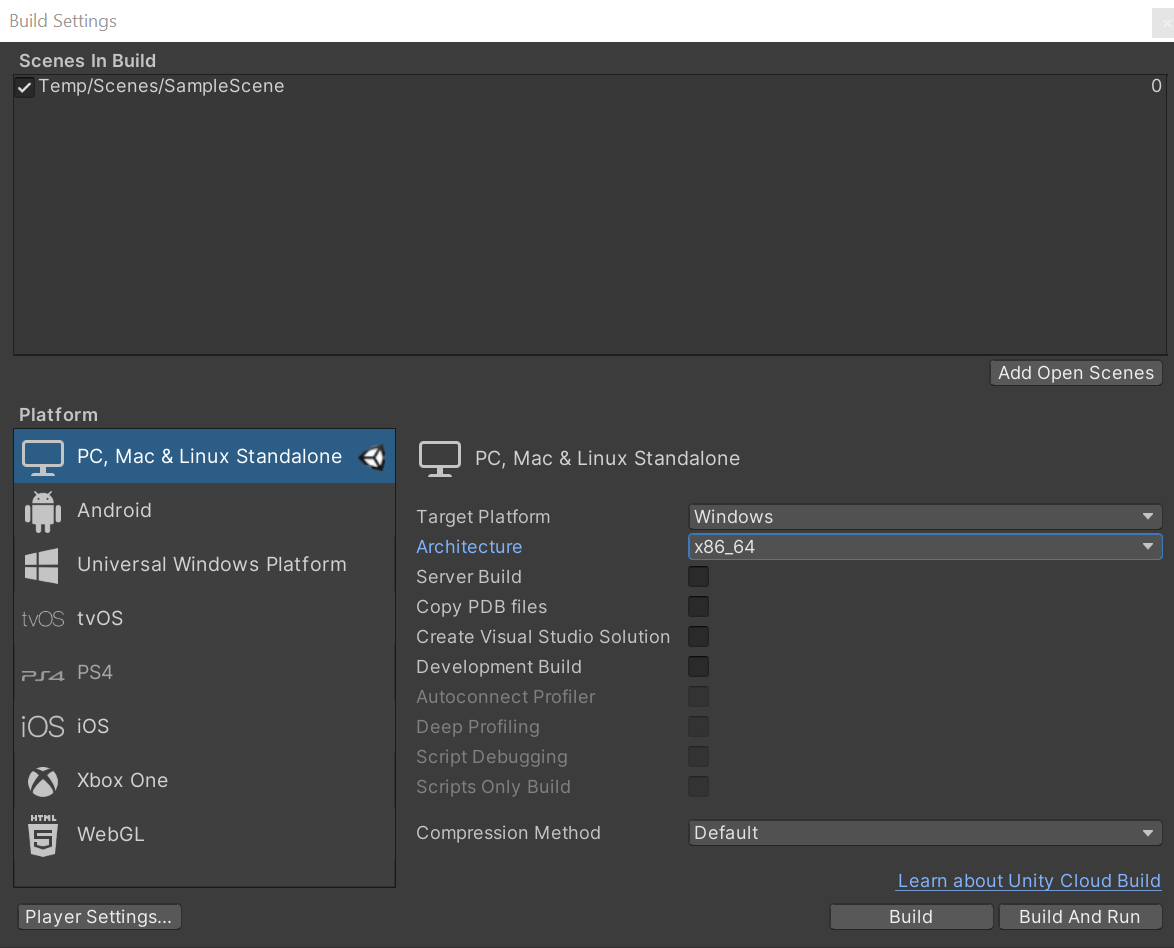 Build Settings
Scenes In Build
Temp/Scenes/SampleScene 0
Add Open Scenes
Platform
PC, Mac & Linux Standalone
Android
Universal Windows Platform
tvOS tvOS
PS4 PS4
iOS iOS
Xbox One
HTML
5 WebGL
PC, Mac & Linux Standalone
Target Platform Windows
Architecture x86_64
Server Build
Copy PDB files
Create Visual Studio Solution
Development Build
Autoconnect Profiler
Deep Profiling
Script Debugging
Scripts Only Build
Compression Method Default
Learn about Unity Cloud Build
Player Settings... Build Build And Run